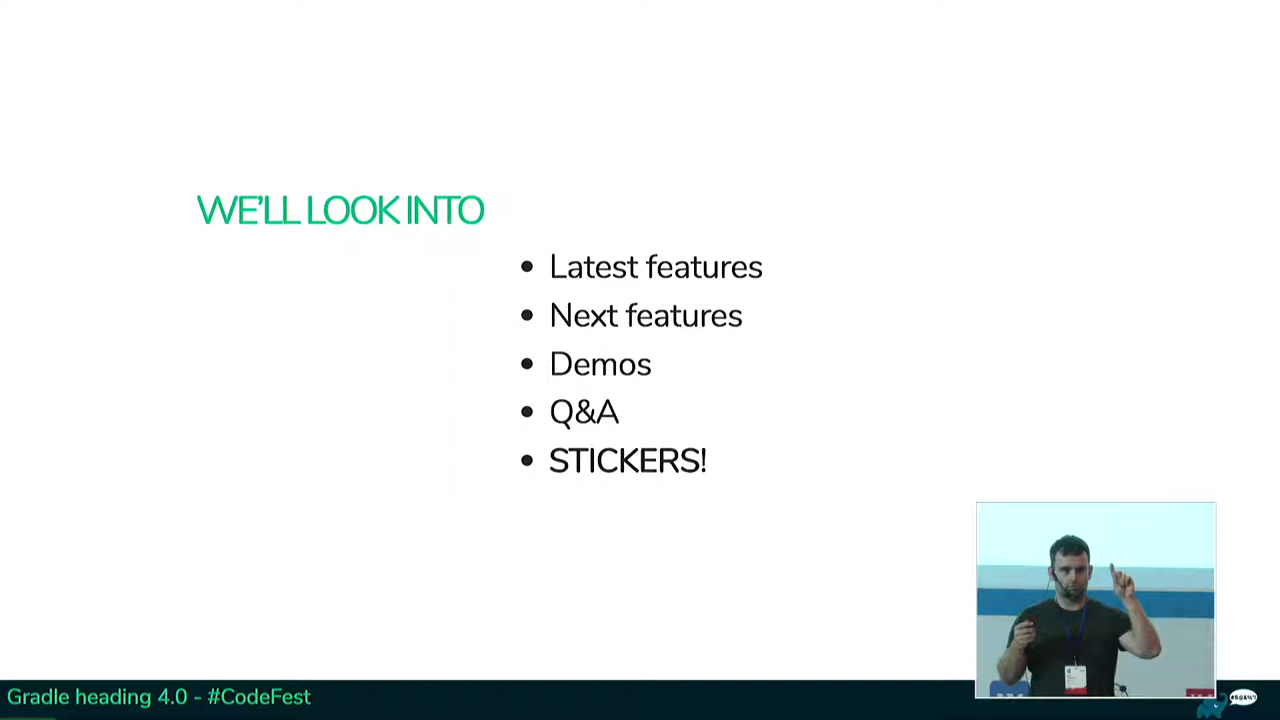 WE'LL LOOK INTO
• Latest features
• Next features
• Demos
• Q&A
• STICKERS!
Gradle heading 4.0 - #CodeFest